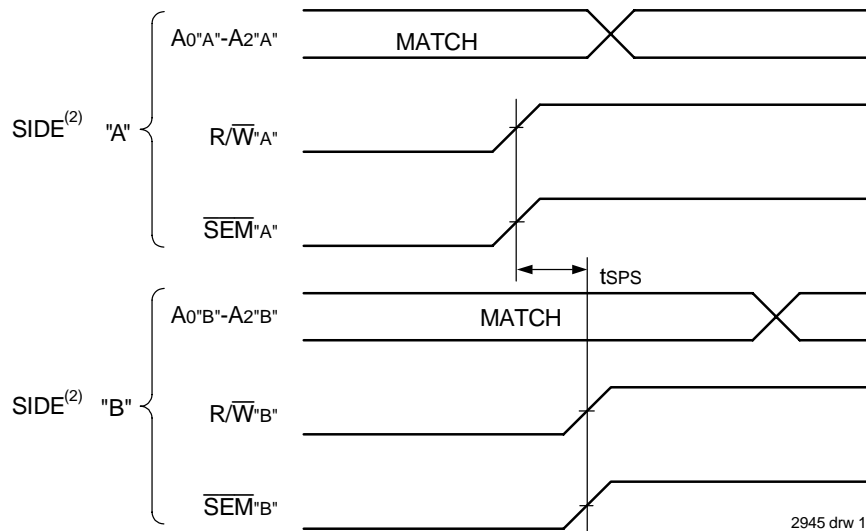 A0"A"-A2"A"
MATCH
SIDE(2) "A"
R/W"A"
SEM"A"
tSPS
A0"B"-A2"B"
MATCH
SIDE(2) "B"
R/W"B"
SEM"B"
2945 drw 1